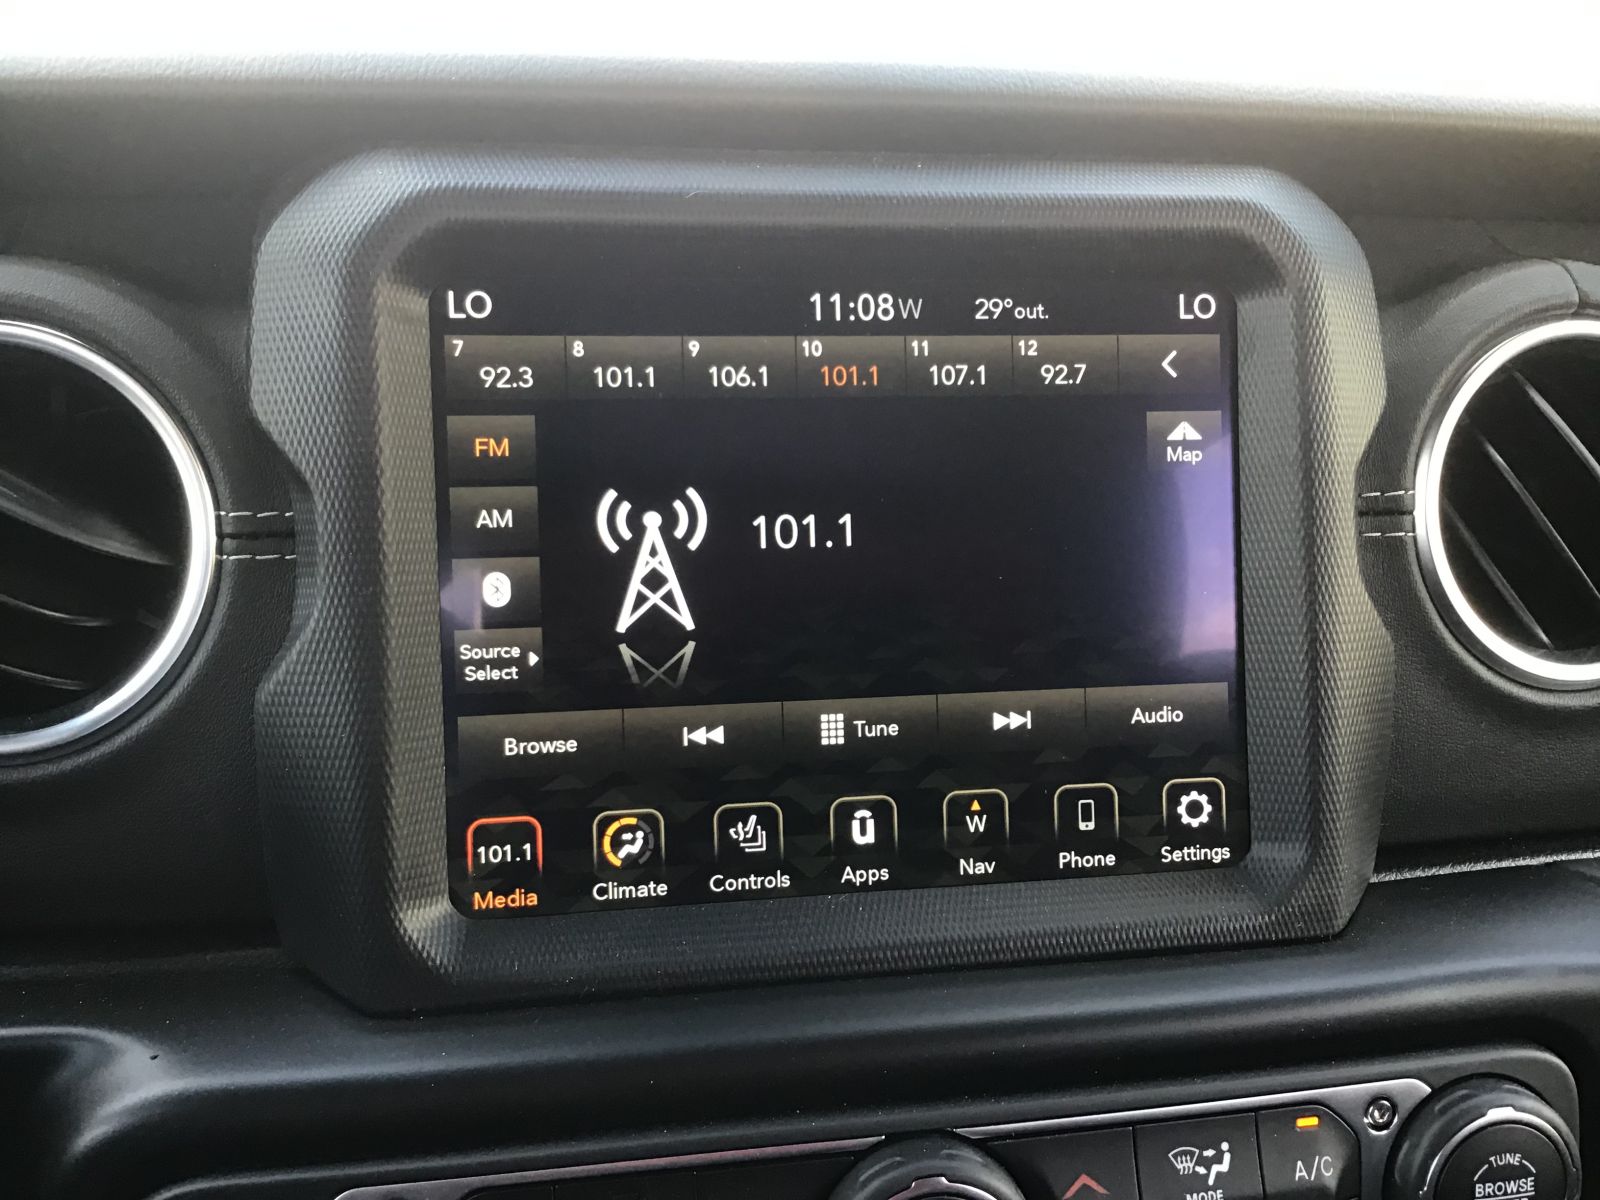 LO 11:08 W 29° out. LO
7 8 9 10 11 12
92.3 101.1 106.1 101.1 107.1 92.7
FM
Map
AM
101.1
Source
Select
Browse Tune Audio
101.1 W
Media Climate Controls Apps Nav Phone Settings
MODE
A/C
TUNE
BROWSE